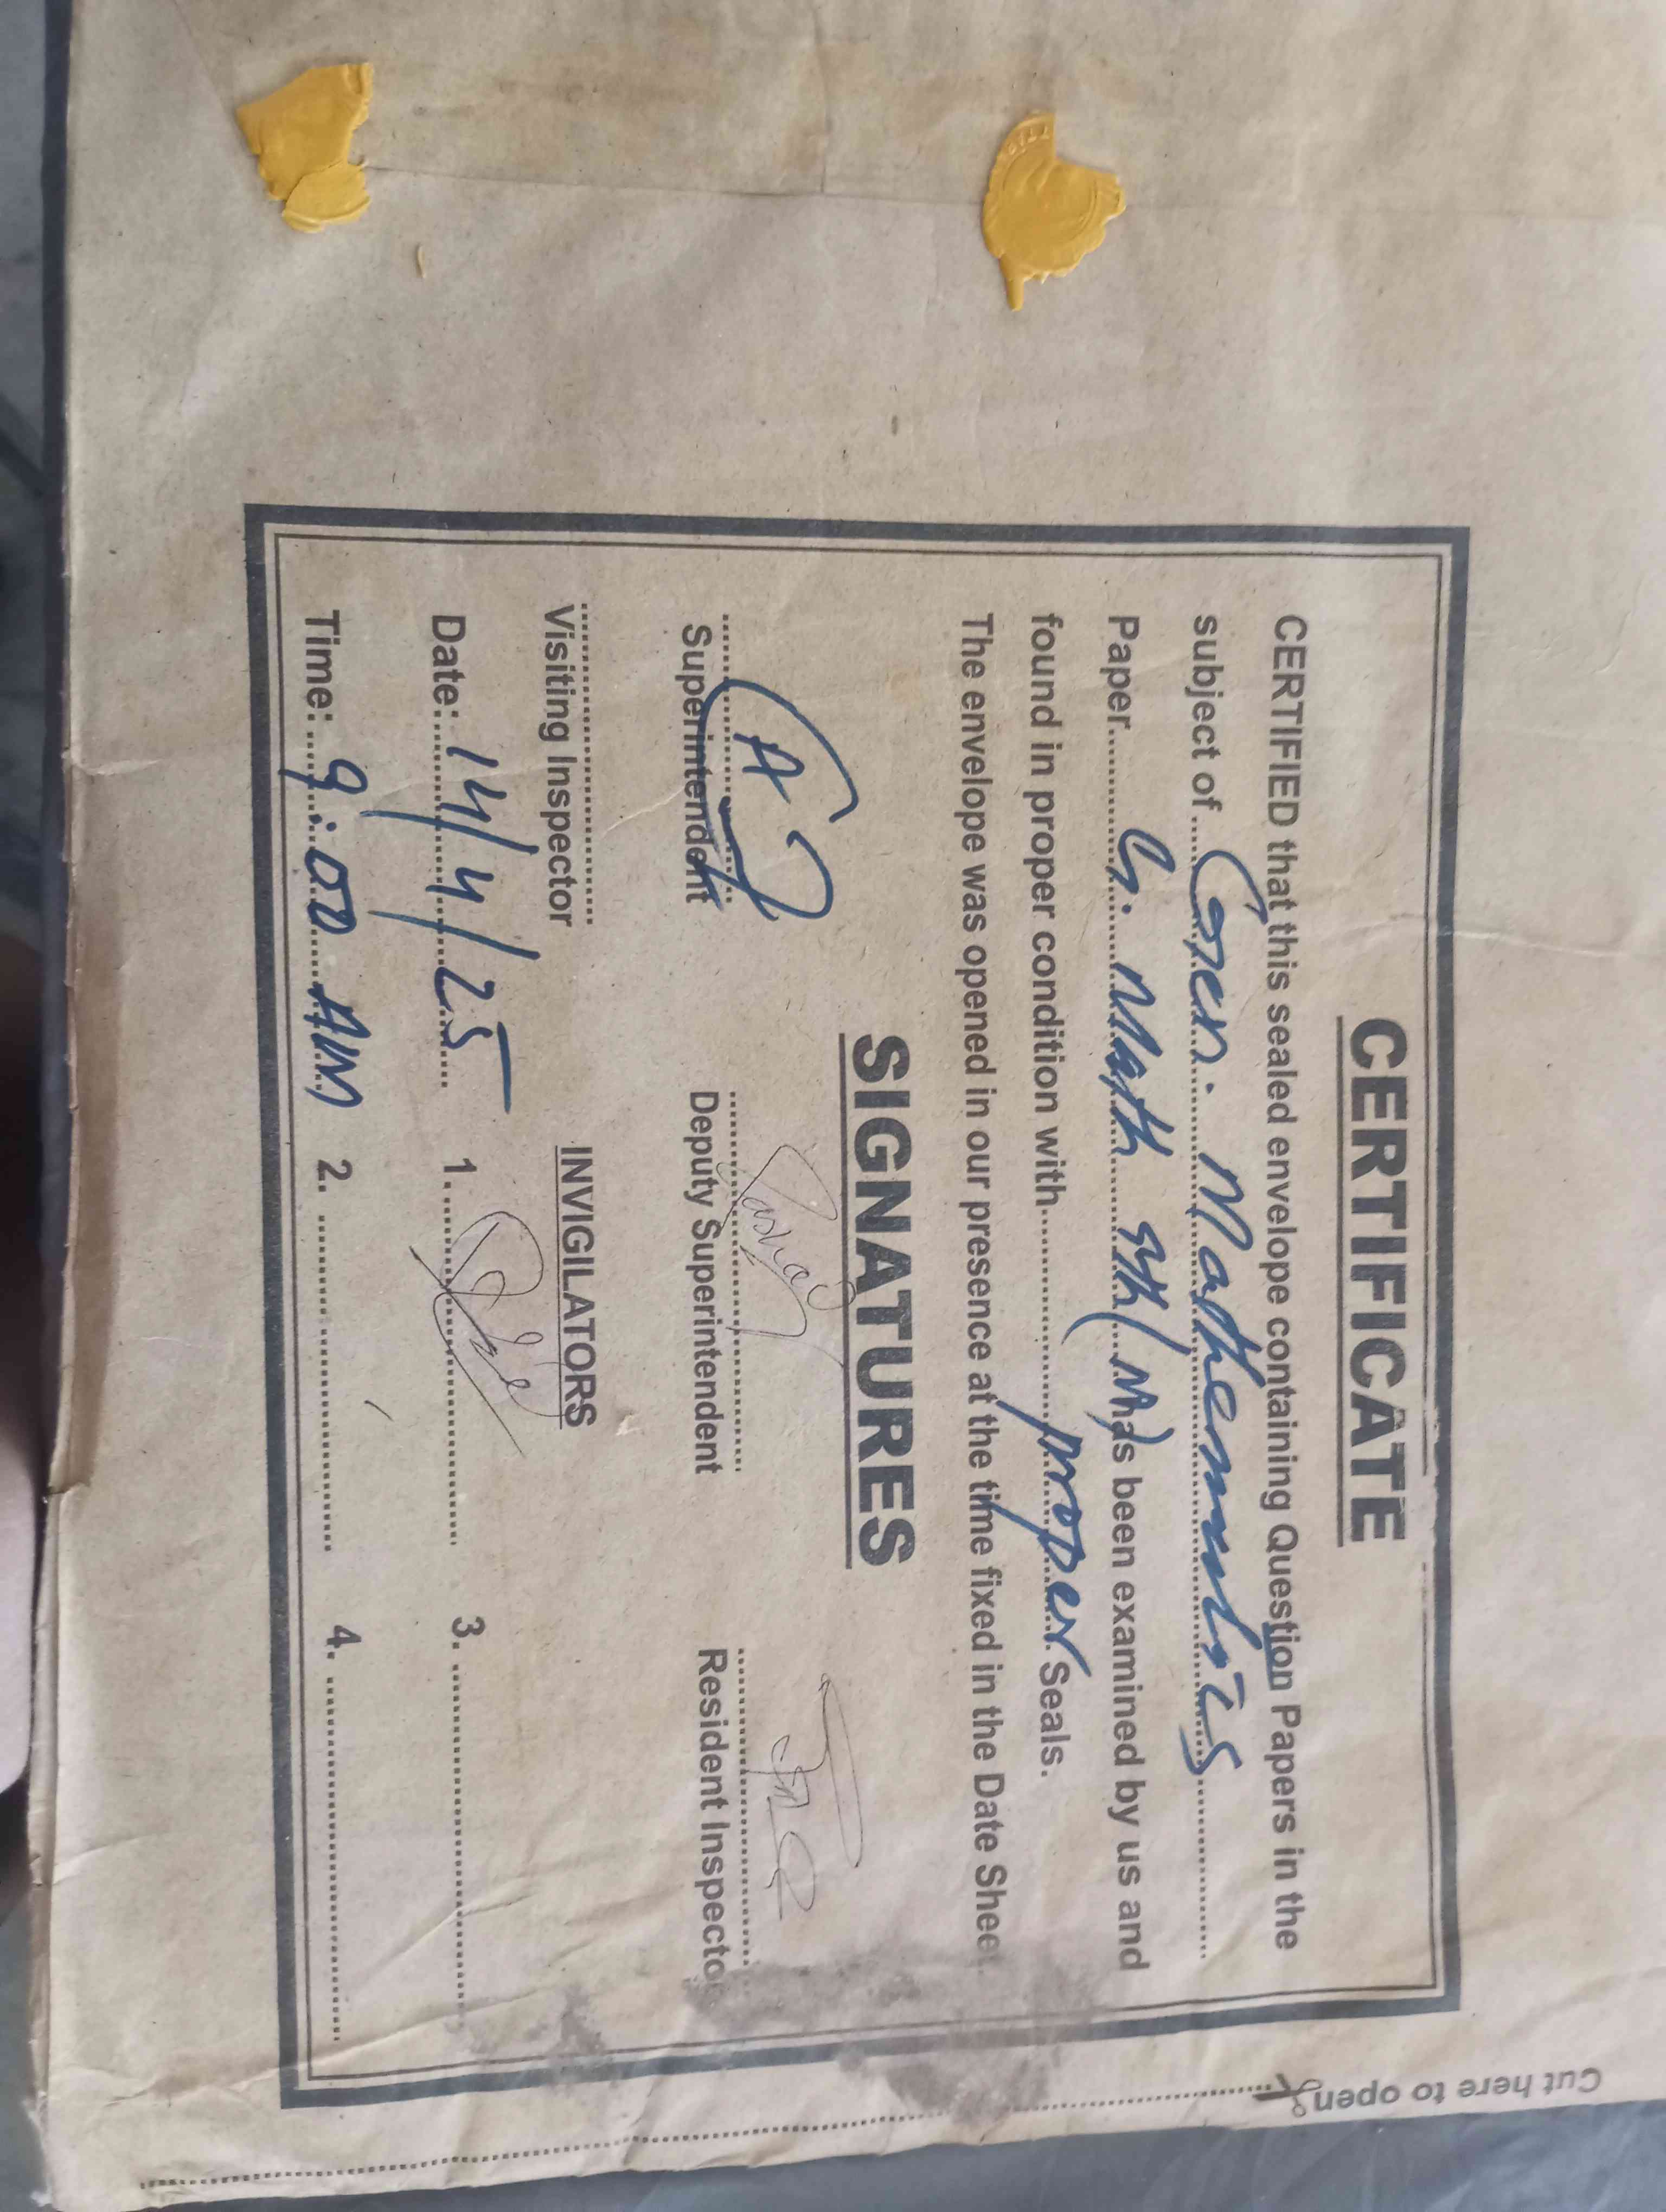 CERTIFICATE
CERTIFIED that this sealed envelope containing Question Papers in the
subject of Gen. Mathematics
Paper G. Math 9th (M) has been examined by us and
found in proper condition with proper Seals.
The envelope was opened in our presence at the time fixed in the Date Sheet.
SIGNATURES
Superintendent Deputy Superintendent Resident Inspector
Visiting Inspector INVIGILATORS
Date: 14/4/25 1. 3.
Time: 9:00 AM 2. 4.
Cut here to open